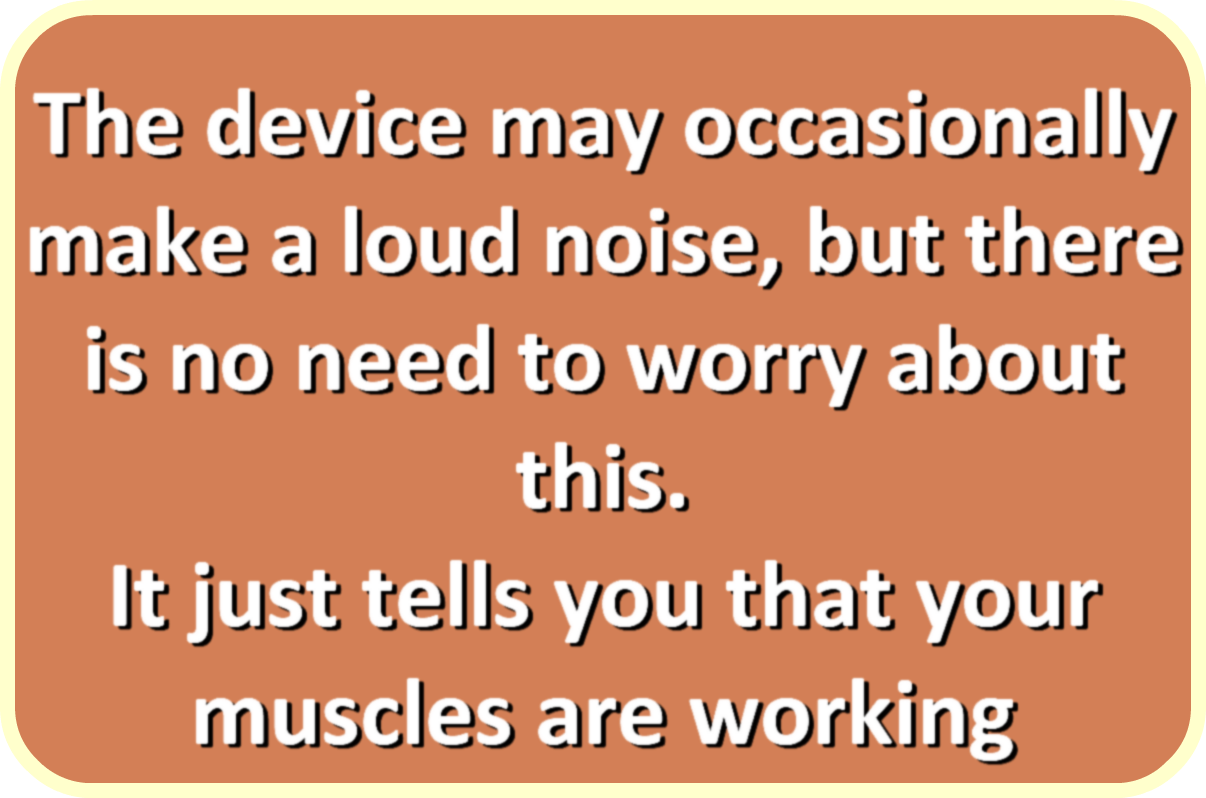 The device may occasionally
make a loud noise, but there
is no need to worry about
this.
It just tells you that your
muscles are working